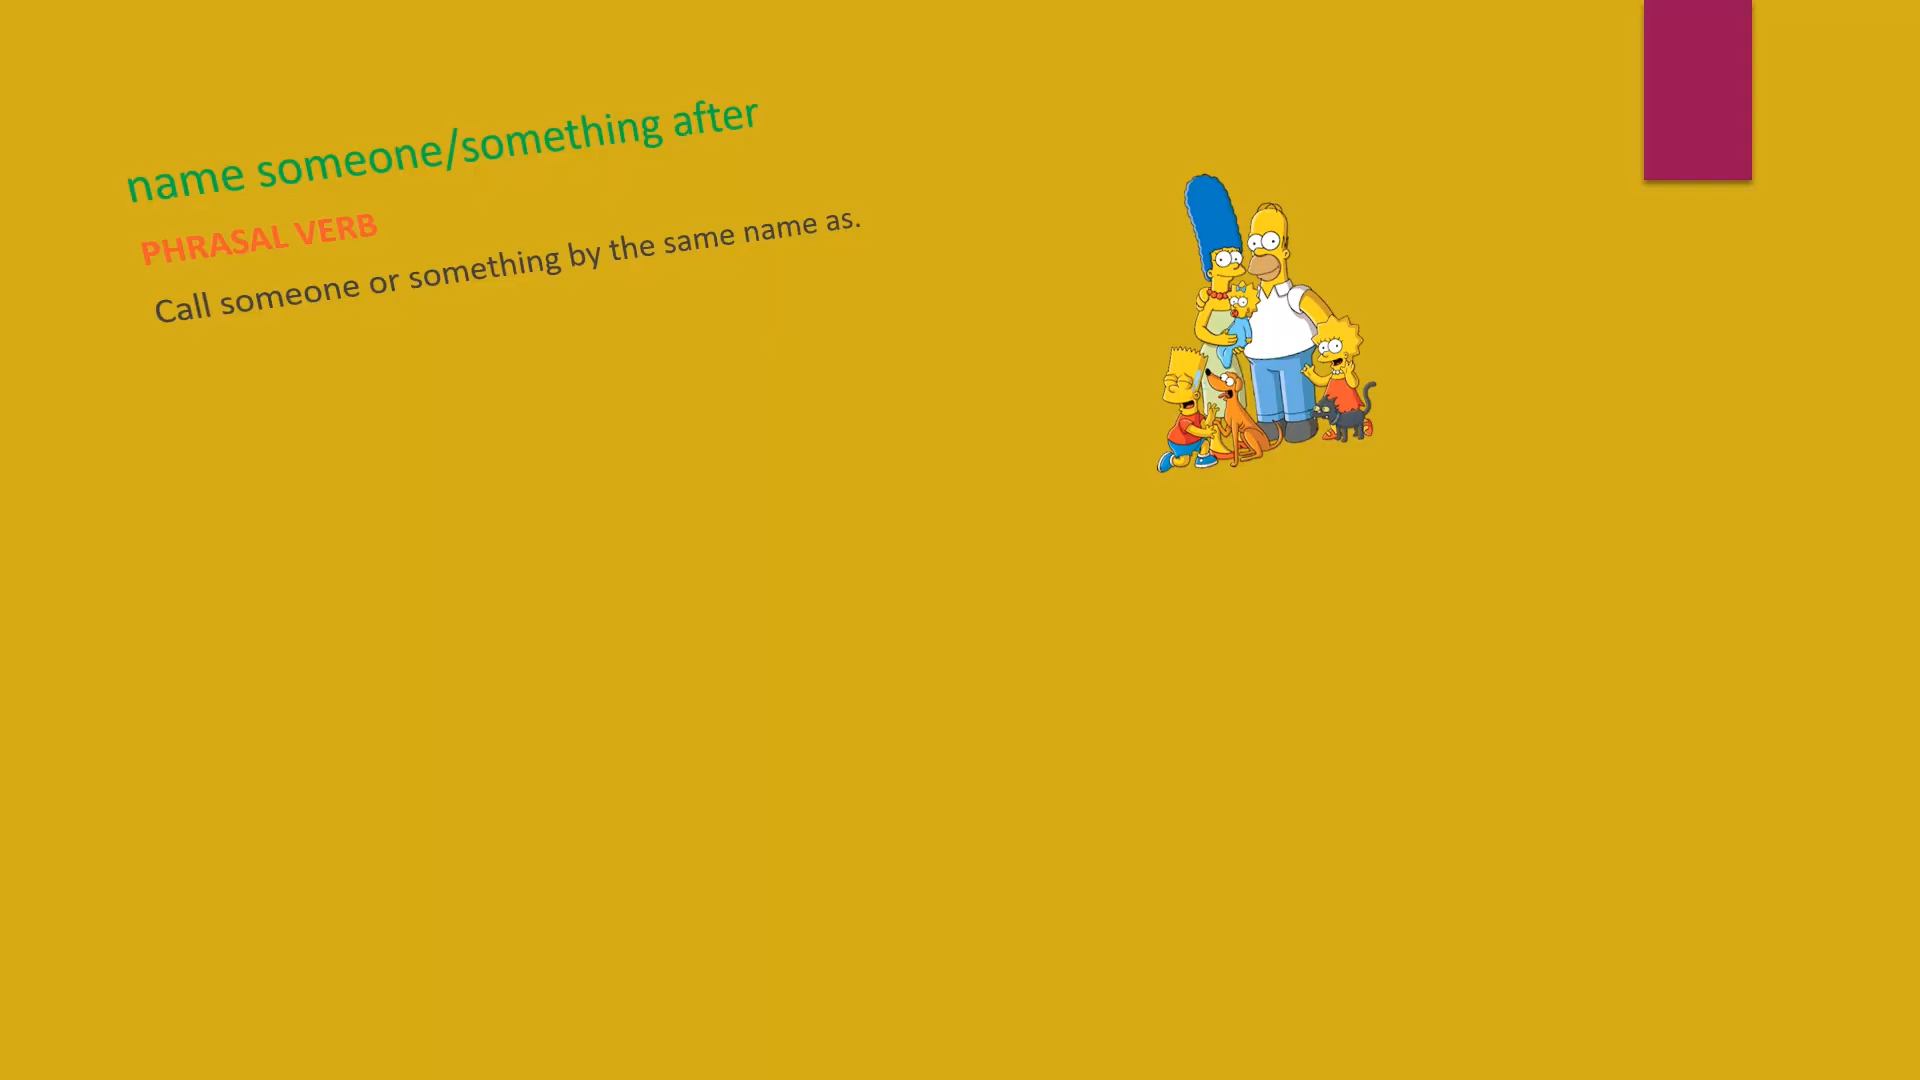 name someone/something after
PHRASAL VERB
Call someone or something by the same name as.